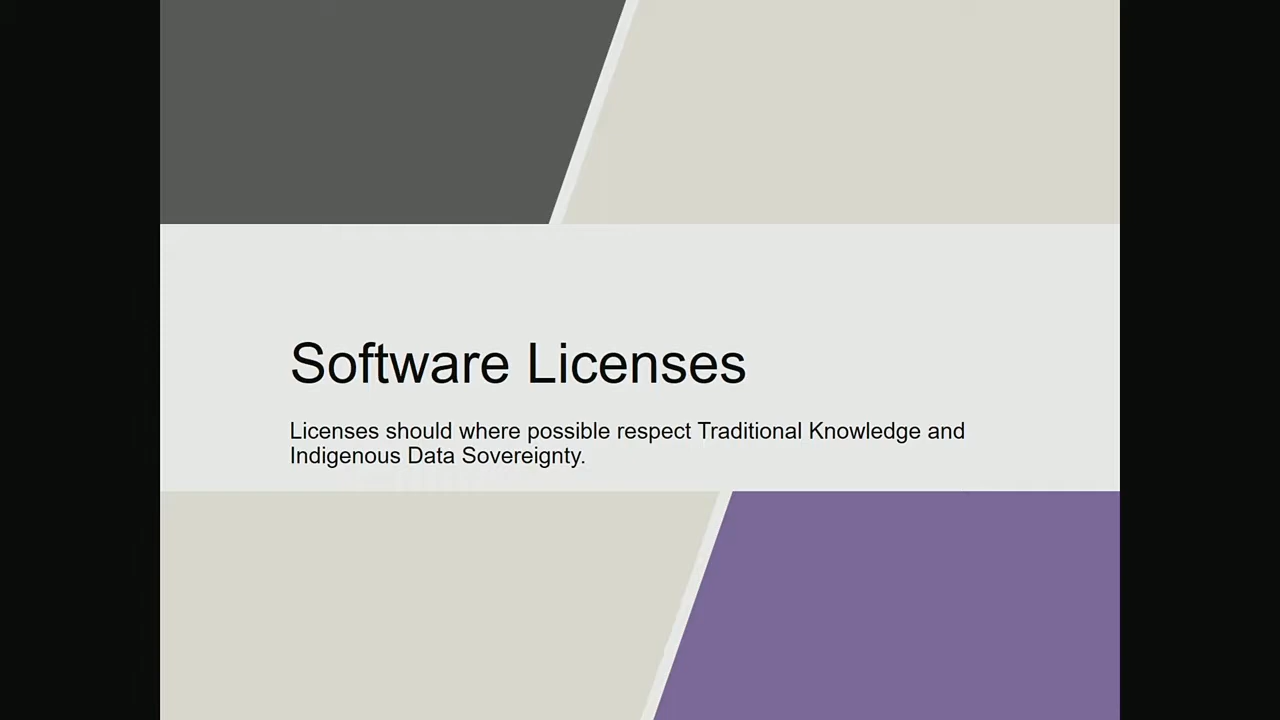 Software Licenses
Licenses should where possible respect Traditional Knowledge and
Indigenous Data Sovereignty.